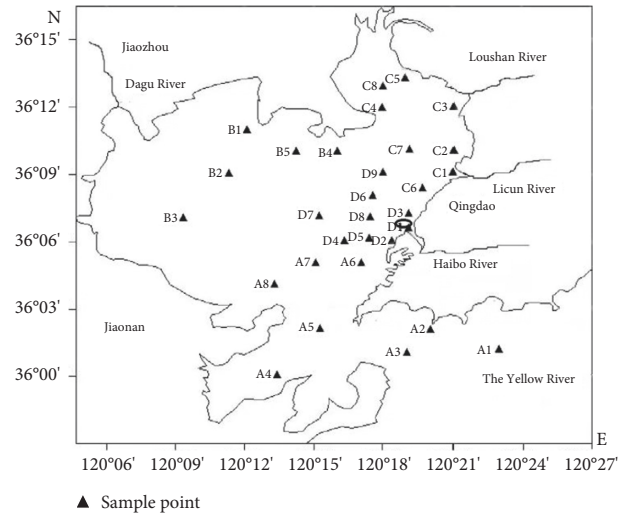 N
36°15'
Jiaozhou
Loushan River
Dagu River
C5
C8
36°12'
C4
C3
B1
B5
B4
C7
C2
36°09'
B2
D9
C1
C6
Licun River
D6
Qingdao
B3
D7
D8
D3
D1
36°06'
D4
D5
D2
Haibo River
A7
A6
A8
36°03'
Jiaonan
A5
A2
A3
A1
36°00'
A4
The Yellow River
E
120°06' 120°09' 120°12' 120°15' 120°18' 120°21' 120°24' 120°27'
Sample point